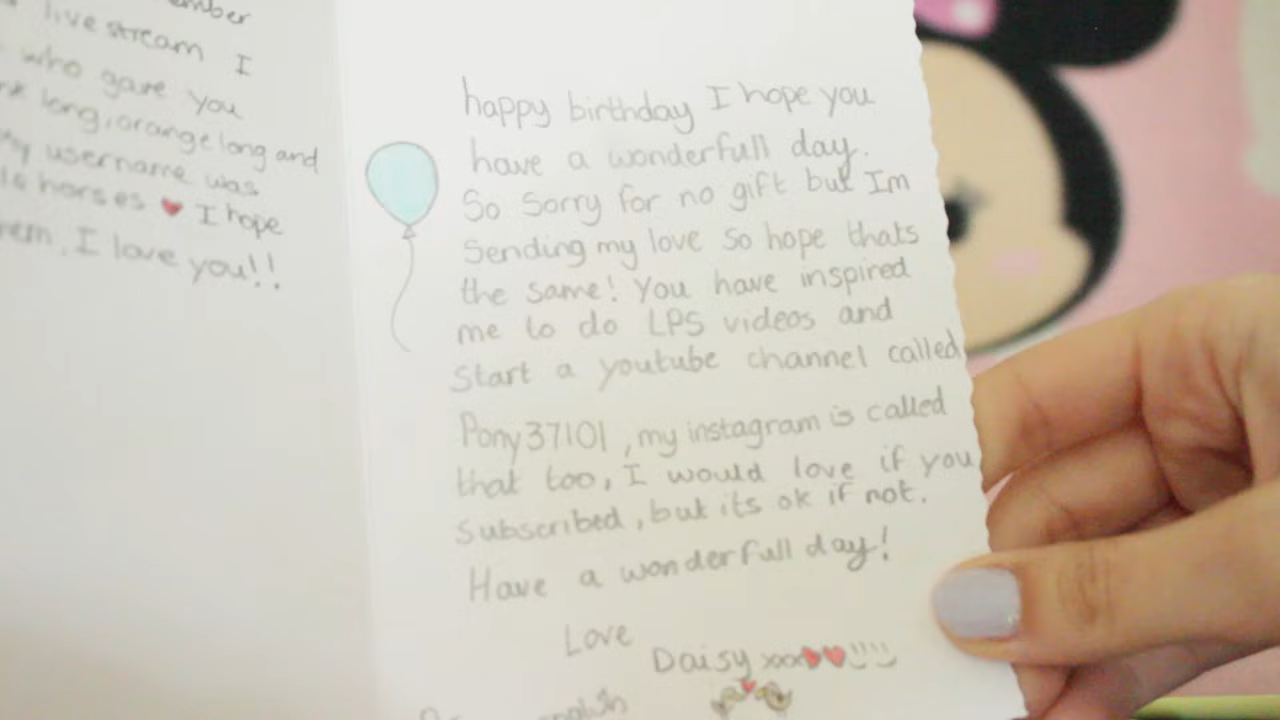 live stream I
who gave you
long, orange long and
username was
horses ♥ I hope
I love you!!
happy birthday I hope you
have a wonderfull day.
So Sorry for no gift but Im
Sending my love so hope thats
the same! You have inspired
me to do LPS videos and
Start a youtube channel called
Pony37101, my instagram is called
that too, I would love if you
Subscribed, but its ok if not.
Have a wonderfull day!
Love
Daisy xxx♥♥